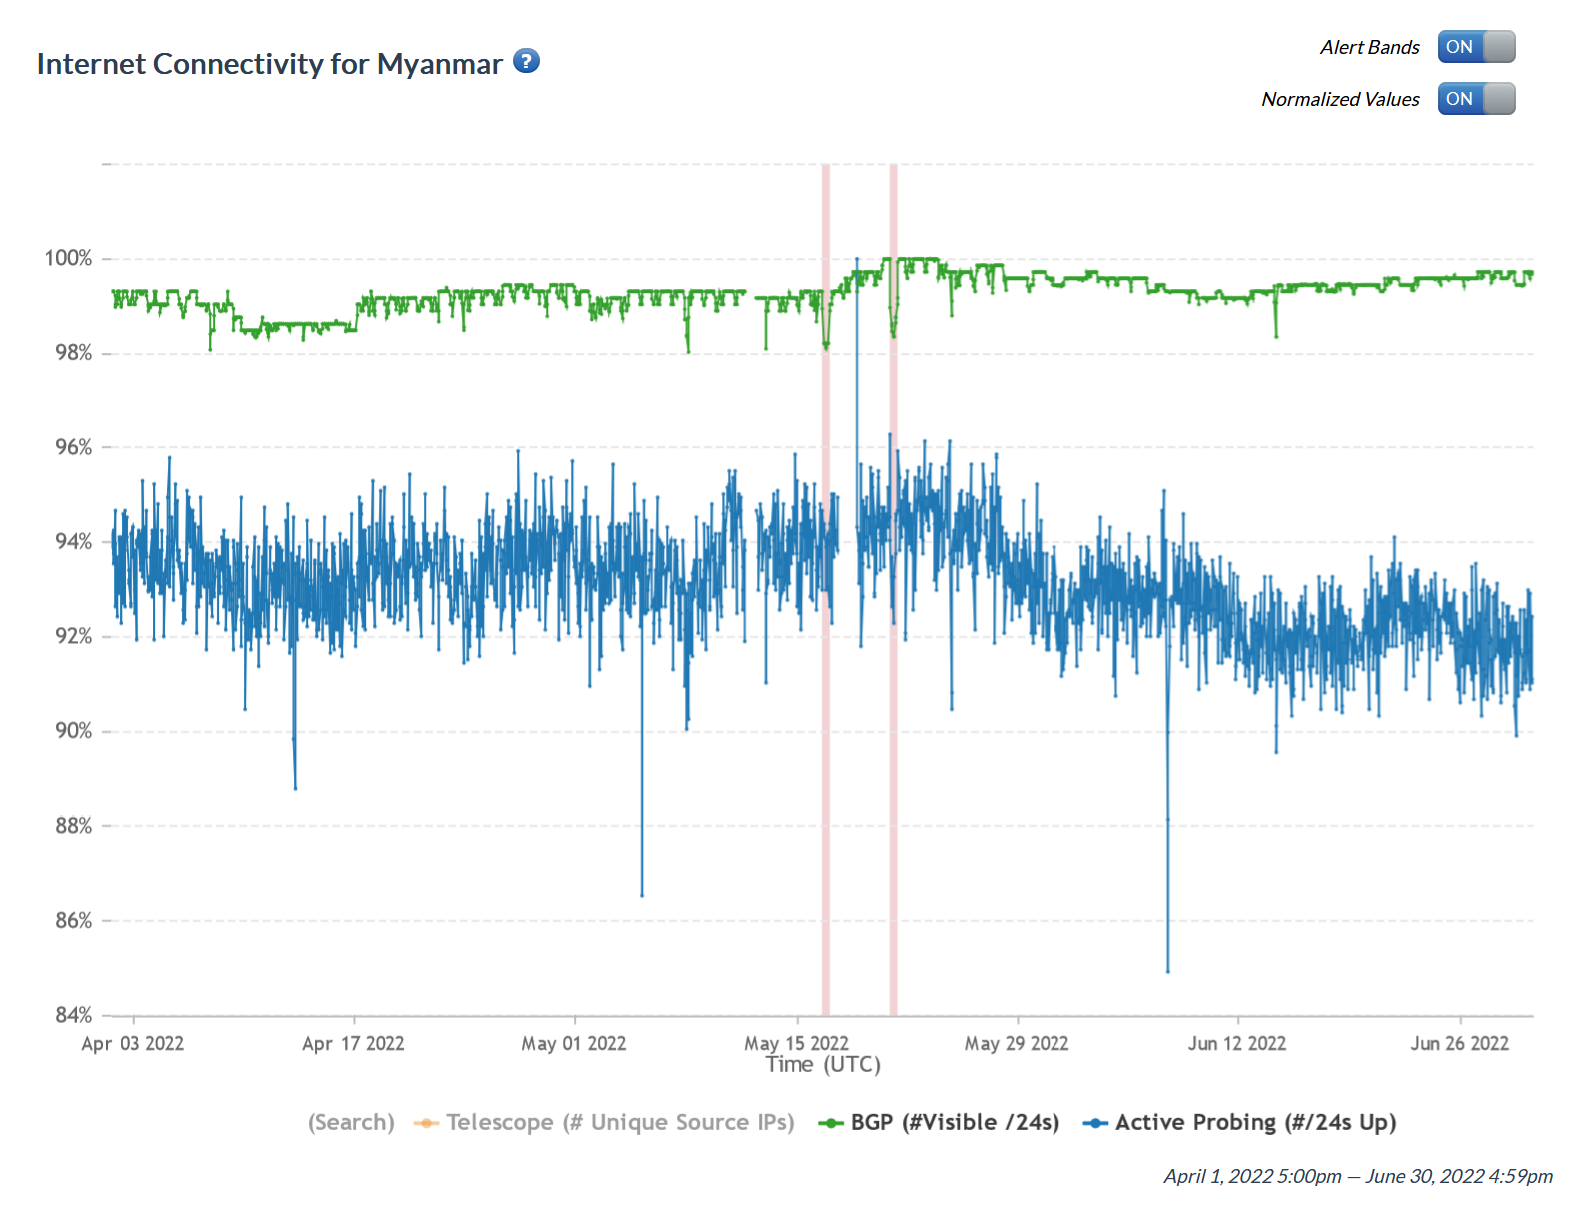 Alert Bands ON
Internet Connectivity for Myanmar ?
Normalized Values ON
100%
98%
96%
94%
92%
90%
88%
86%
84%
Apr 03 2022 Apr 17 2022 May 01 2022 May 15 2022 May 29 2022 Jun 12 2022 Jun 26 2022
Time (UTC)
(Search) Telescope (# Unique Source IPs) BGP (#Visible /24s) Active Probing (#/24s Up)
April 1, 2022 5:00pm — June 30, 2022 4:59pm